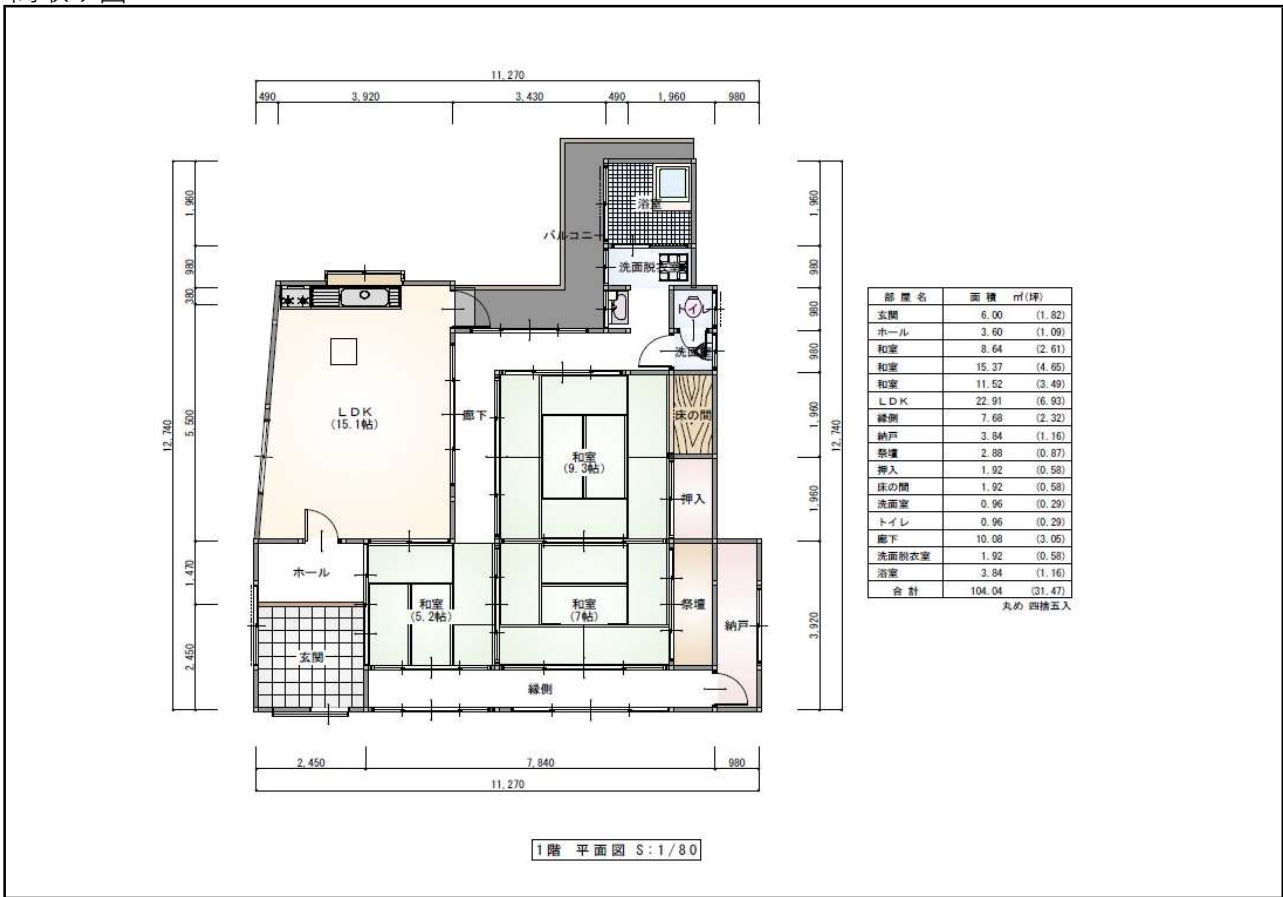 11,270
490 3,920 3,430 490 1,960 980
12,740
1,960
980
380
5,500
1,470
2,450
浴室
バルコニー
洗面脱衣室
トイレ
洗面室
LDK
(15.1帖)
廊下
床の間
和室
(9.3帖)
押入
ホール
和室
(5.2帖)
和室
(7帖)
祭壇
納戸
玄関
縁側
1,960
980
980
980
1,960
1,960
3,920
12,740
2,450 7,840 980
11,270
部屋名 面積 ㎡(坪)
玄関 6.00 (1.82)
ホール 3.60 (1.09)
和室 8.64 (2.61)
和室 15.37 (4.65)
和室 11.52 (3.49)
LDK 22.91 (6.93)
縁側 7.68 (2.32)
納戸 3.84 (1.16)
祭壇 2.88 (0.87)
押入 1.92 (0.58)
床の間 1.92 (0.58)
洗面室 0.96 (0.29)
トイレ 0.96 (0.29)
廊下 10.08 (3.05)
洗面脱衣室 1.92 (0.58)
浴室 3.84 (1.16)
合計 104.04 (31.47)
丸め 四捨五入
1階 平面図 S:1/80